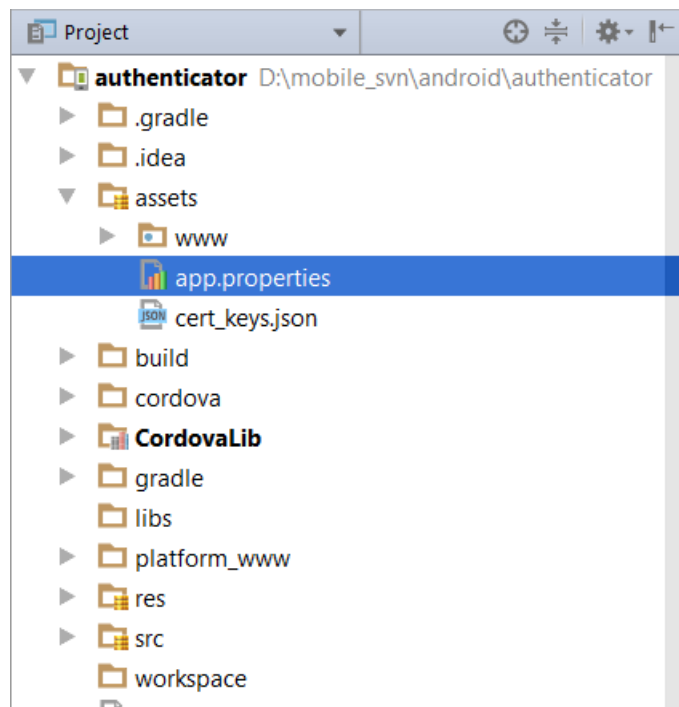 Project
authenticator D:\mobile_svn\android\authenticator
.gradle
.idea
assets
www
app.properties
JSON cert_keys.json
build
cordova
CordovaLib
gradle
libs
platform_www
res
src
workspace